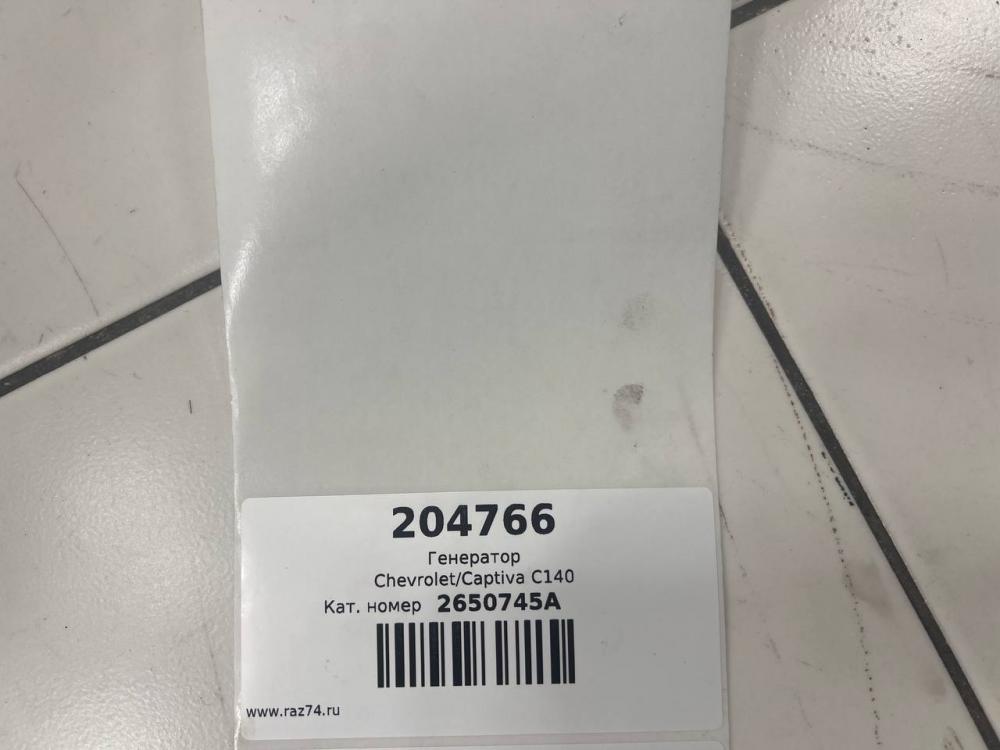 204766
Генератор
Chevrolet/Captiva C140
Кат. номер 2650745A
www.raz74.ru